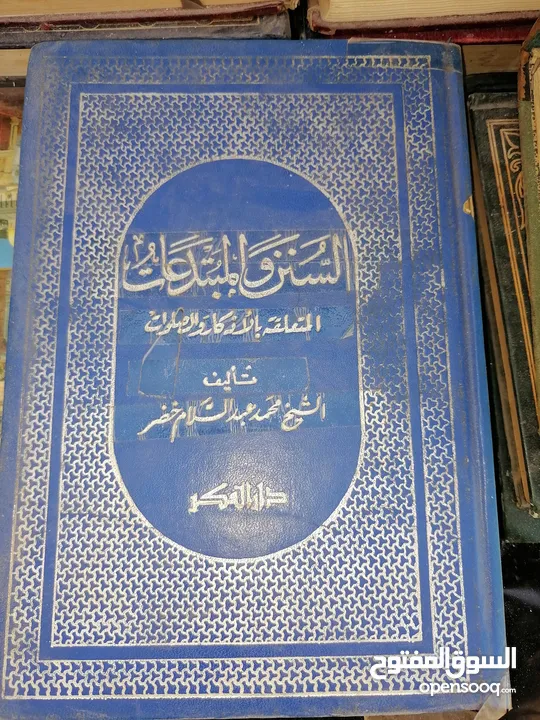 السنن والمبتدعات
المتعلقة بالأذكار والصلوات
تأليف
الشيخ محمد عبد السلام خضر
دار الفكر
السوق المفتوح
opensooq.com